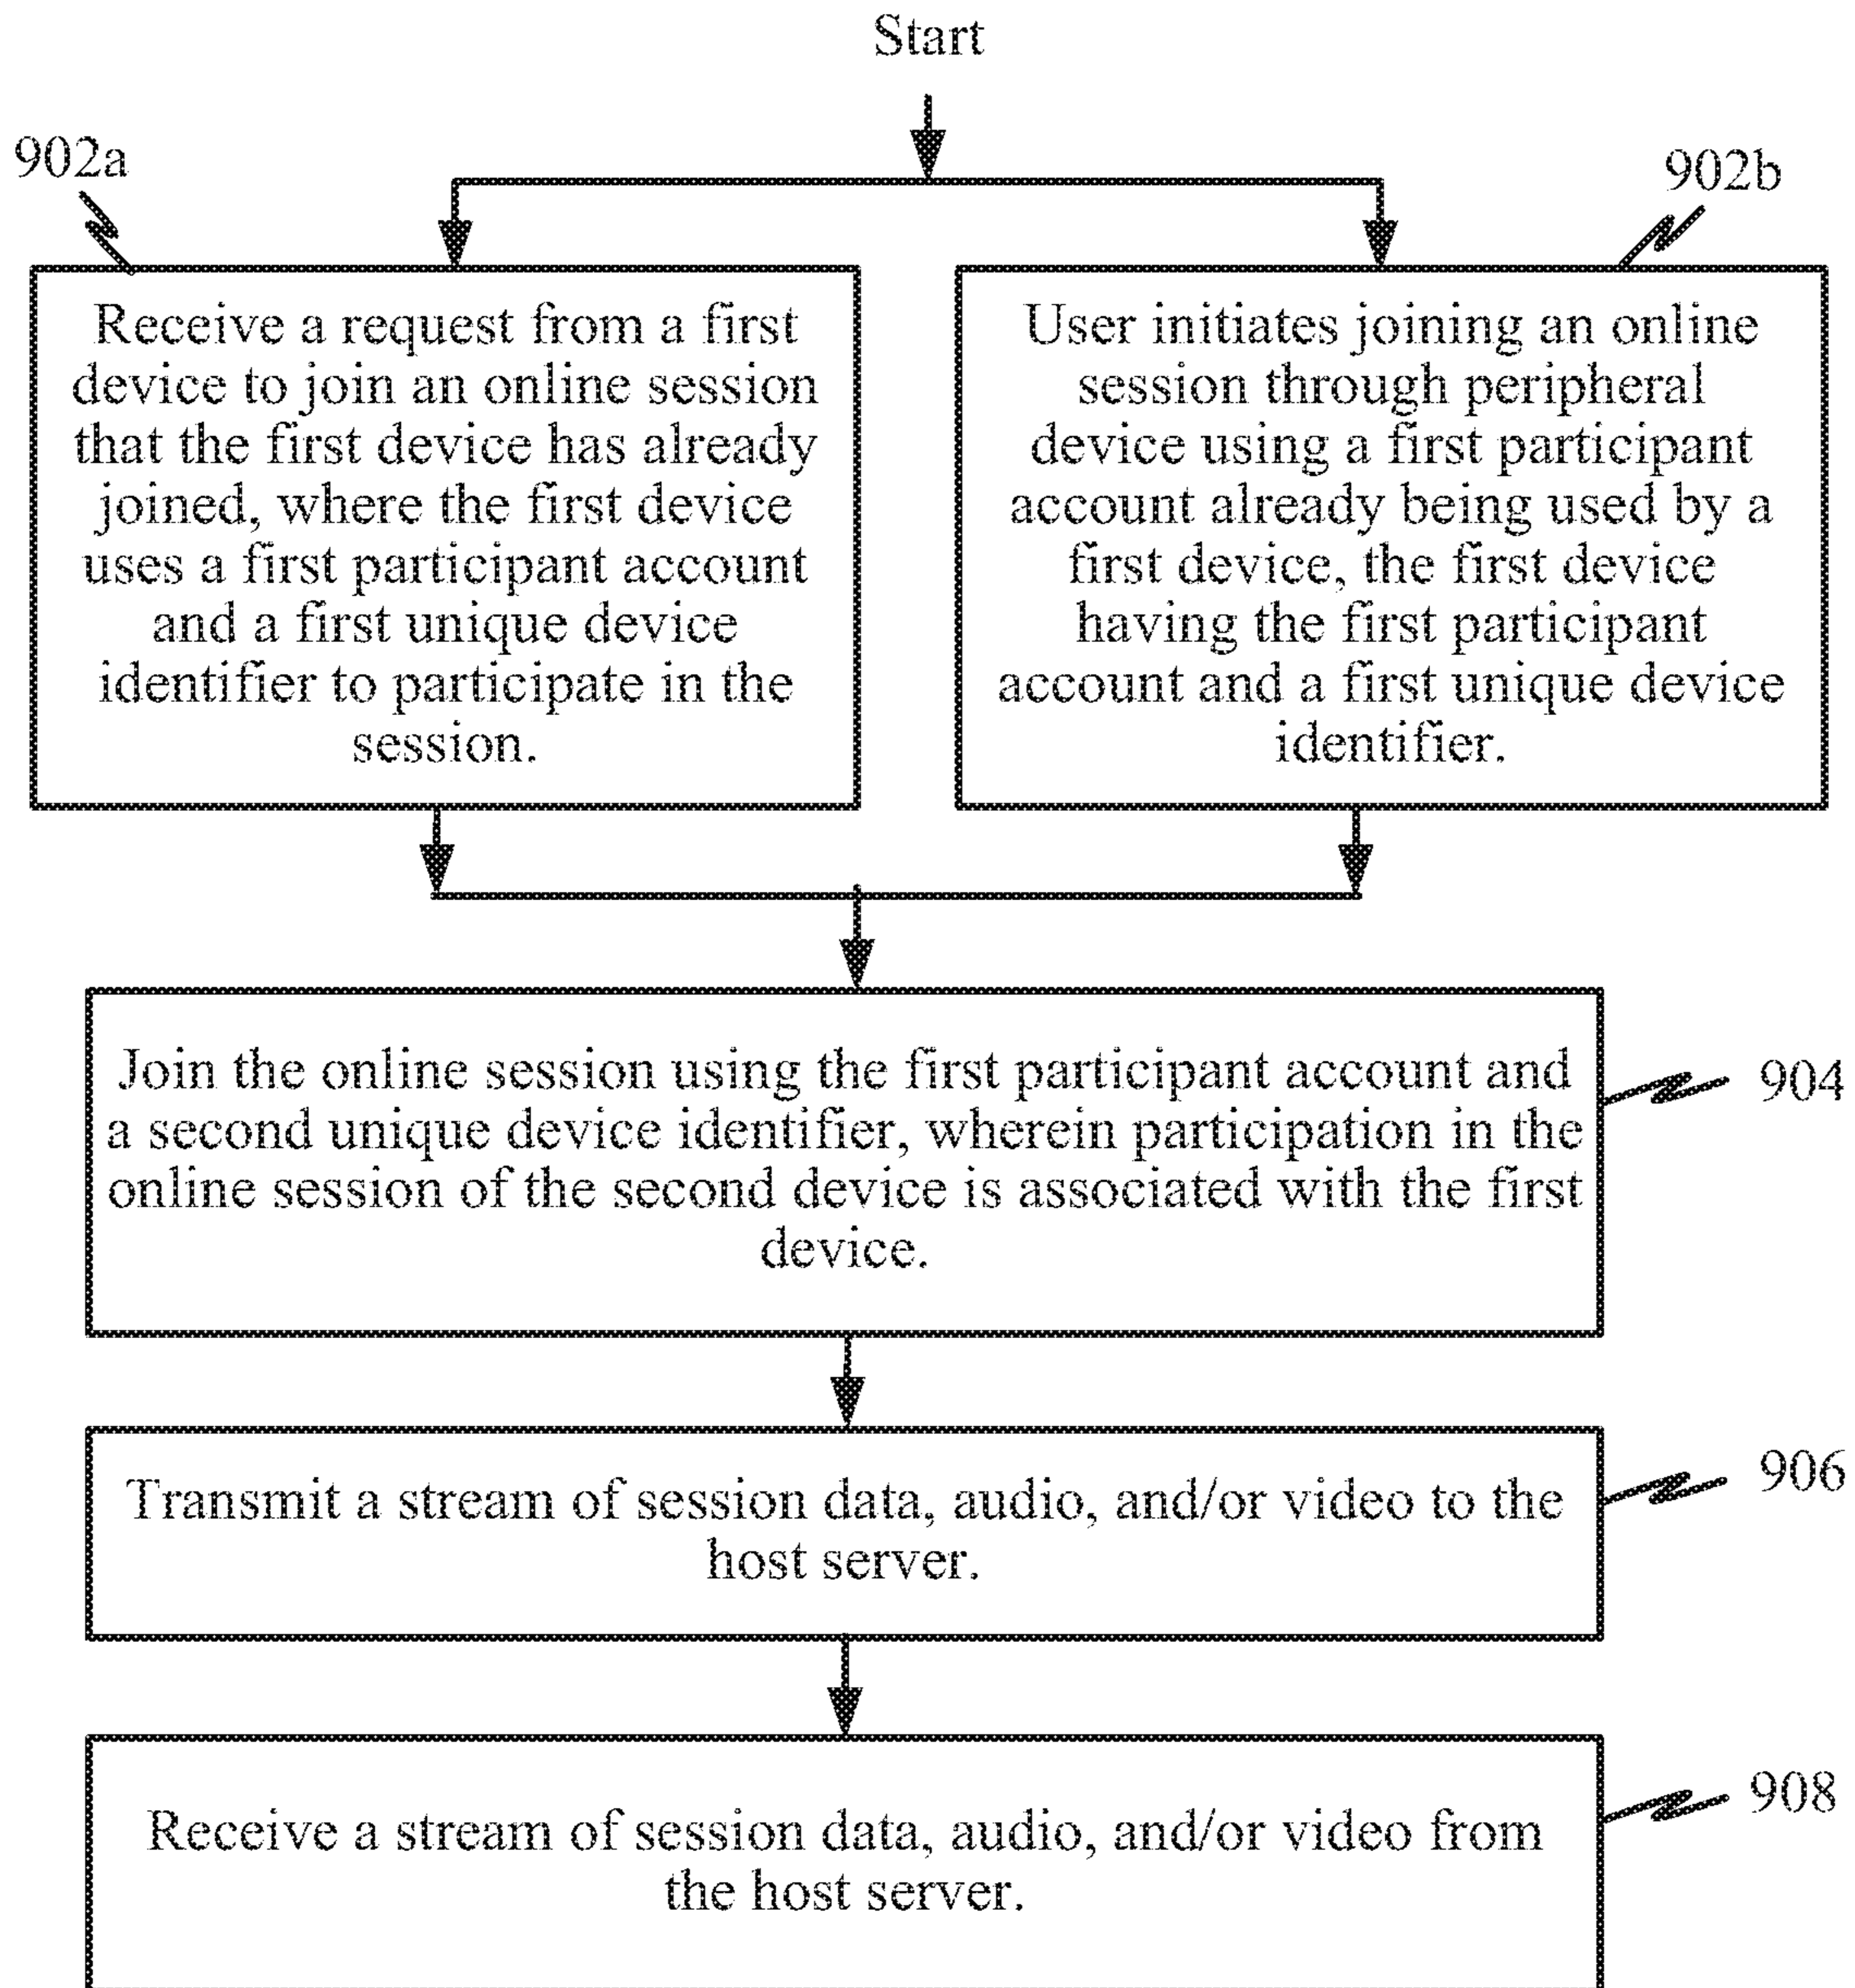 Start
902a
902b
Receive a request from a first
device to join an online session
that the first device has already
joined, where the first device
uses a first participant account
and a first unique device
identifier to participate in the
session.
User initiates joining an online
session through peripheral
device using a first participant
account already being used by a
first device, the first device
having the first participant
account and a first unique device
identifier.
Join the online session using the first participant account and
a second unique device identifier, wherein participation in the
online session of the second device is associated with the first
device.
904
Transmit a stream of session data, audio, and/or video to the
host server.
906
Receive a stream of session data, audio, and/or video from
the host server.
908